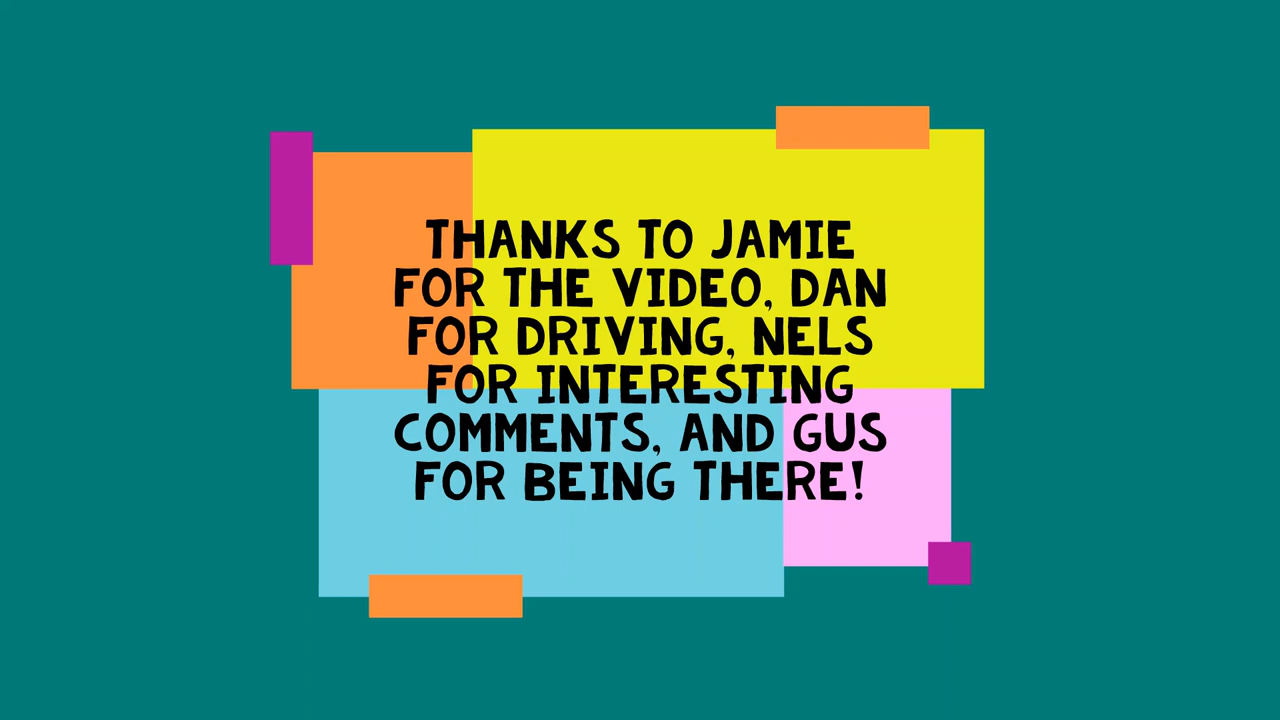 THANKS TO JAMIE
FOR THE VIDEO, DAN
FOR DRIVING, NELS
FOR INTERESTING
COMMENTS, AND GUS
FOR BEING THERE!